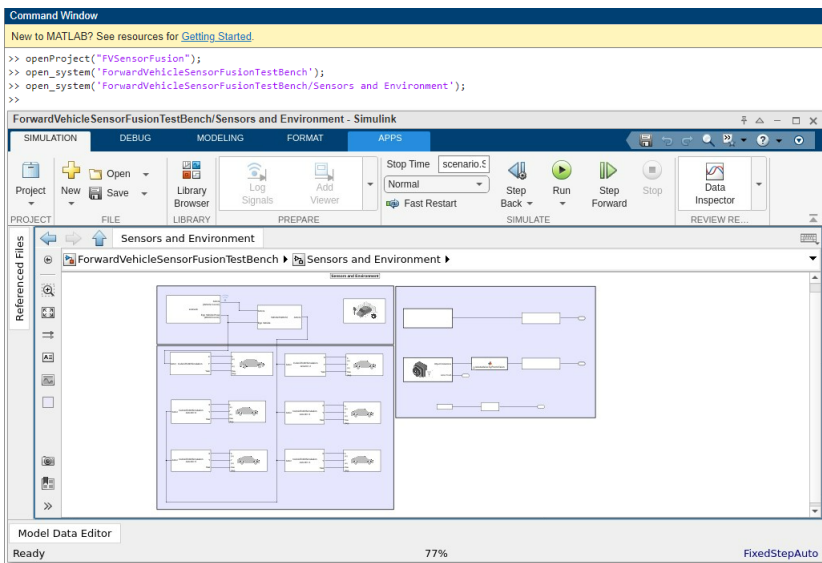 Command Window
New to MATLAB? See resources for Getting Started.
>> openProject("FVSensorFusion");
>> open_system('ForwardVehicleSensorFusionTestBench');
>> open_system('ForwardVehicleSensorFusionTestBench/Sensors and Environment');
>>
ForwardVehicleSensorFusionTestBench/Sensors and Environment - Simulink
SIMULATION DEBUG MODELING FORMAT APPS
Project New Open Save Library Browser Log Signals Add Viewer
Stop Time scenario.S
Normal
Fast Restart
Step Back Run Step Forward Stop Data Inspector
PROJECT FILE LIBRARY PREPARE SIMULATE REVIEW RE...
Referenced Files
Sensors and Environment
ForwardVehicleSensorFusionTestBench Sensors and Environment
Sensors and Environment
Model Data Editor
Ready 77% FixedStepAuto